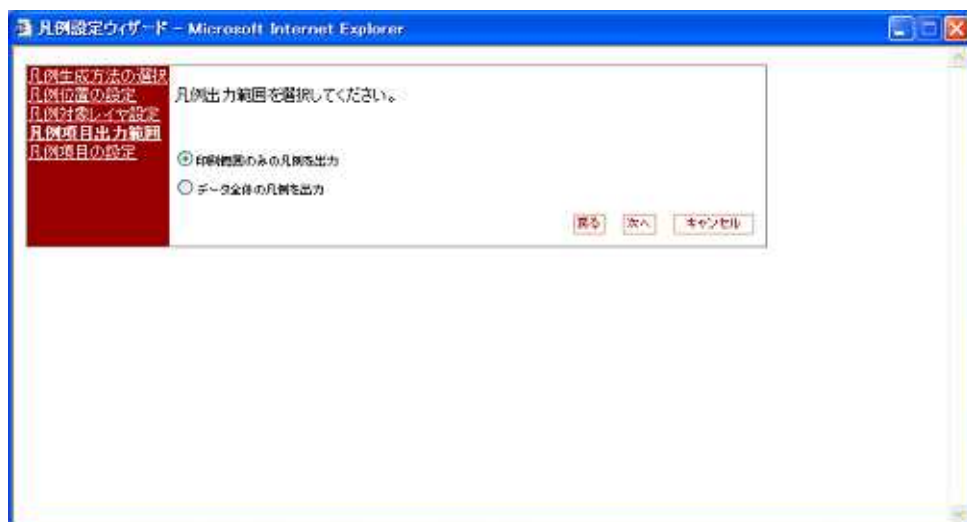 凡例設定ウィザード - Microsoft Internet Explorer
凡例生成方法の選択
凡例位置の設定
凡例対象レイヤ設定
凡例項目出力範囲
凡例項目の設定
凡例出力範囲を選択してください。
印刷範囲のみの凡例を出力
データ全体の凡例を出力
戻る 次へ キャンセル